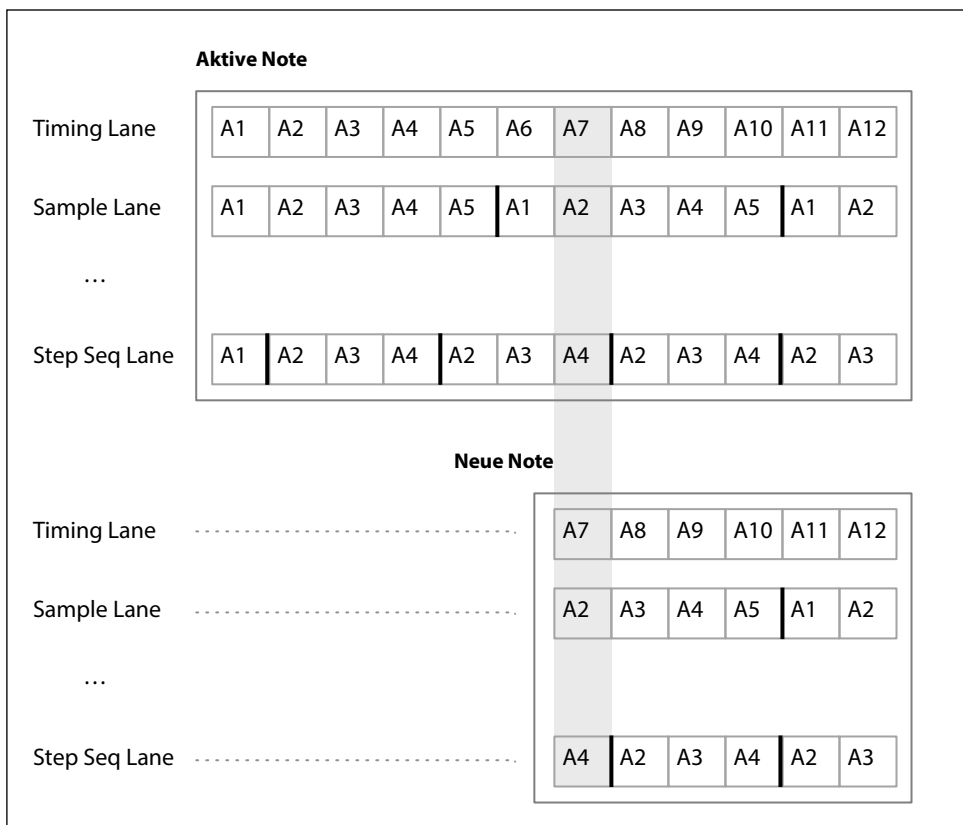 Aktive Note
Timing Lane A1 A2 A3 A4 A5 A6 A7 A8 A9 A10 A11 A12
Sample Lane A1 A2 A3 A4 A5 A1 A2 A3 A4 A5 A1 A2
...
Step Seq Lane A1 A2 A3 A4 A2 A3 A4 A2 A3 A4 A2 A3
Neue Note
Timing Lane A7 A8 A9 A10 A11 A12
Sample Lane A2 A3 A4 A5 A1 A2
...
Step Seq Lane A4 A2 A3 A4 A2 A3